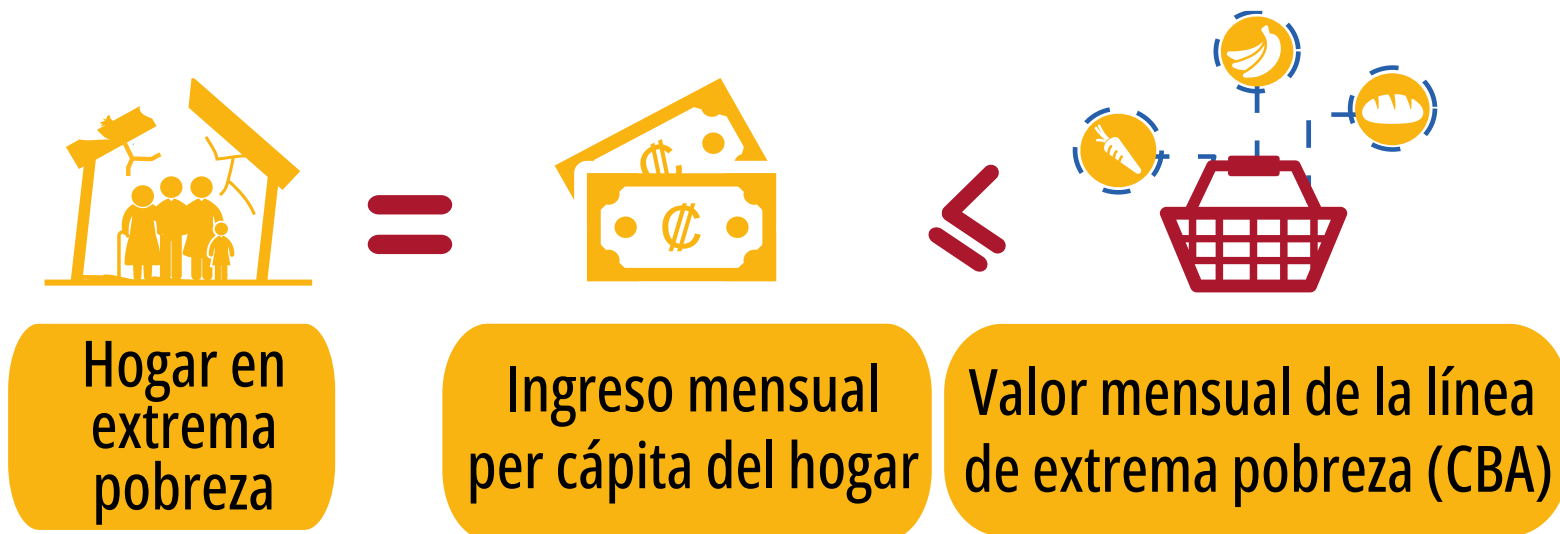 ₡
₡
=
≤
Hogar en
extrema
pobreza
Ingreso mensual
per cápita del hogar
Valor mensual de la línea
de extrema pobreza (CBA)